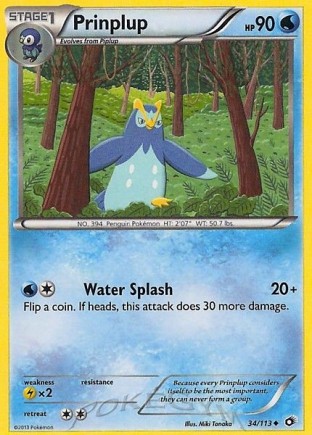 STAGE1
Prinplup
HP90
Evolves from Piplup
NO. 394 Penguin Pokémon HT: 2'07" WT: 50.7 lbs.
Water Splash 20+
Flip a coin. If heads, this attack does 30 more damage.
weakness resistance
×2
retreat
Because every Prinplup considers
itself to be the most important,
they can never form a group.
Illus. Miki Tanaka 34/113
©2013 Pokémon